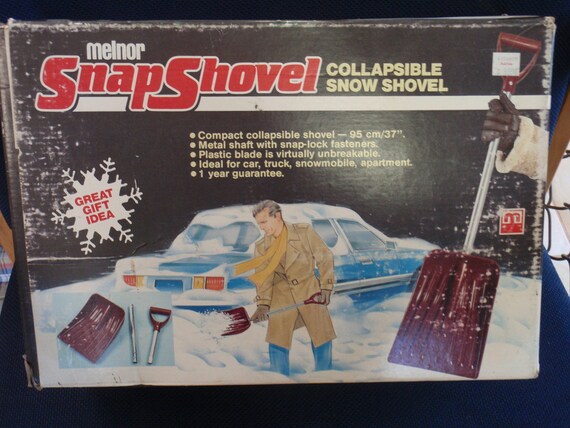 melnor
SnapShovel
COLLAPSIBLE
SNOW SHOVEL
• Compact collapsible shovel — 95 cm/37".
• Metal shaft with snap-lock fasteners.
• Plastic blade is virtually unbreakable.
• Ideal for car, truck, snowmobile, apartment.
• 1 year guarantee.
GREAT
GIFT
IDEA